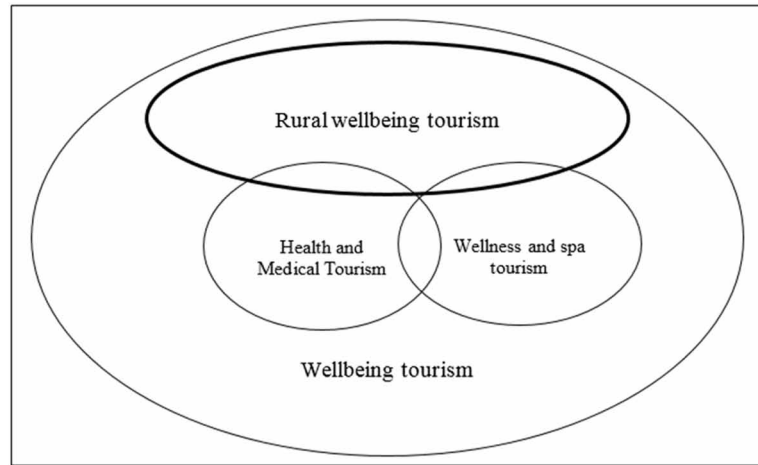 Rural wellbeing tourism
Health and
Medical Tourism
Wellness and spa
tourism
Wellbeing tourism